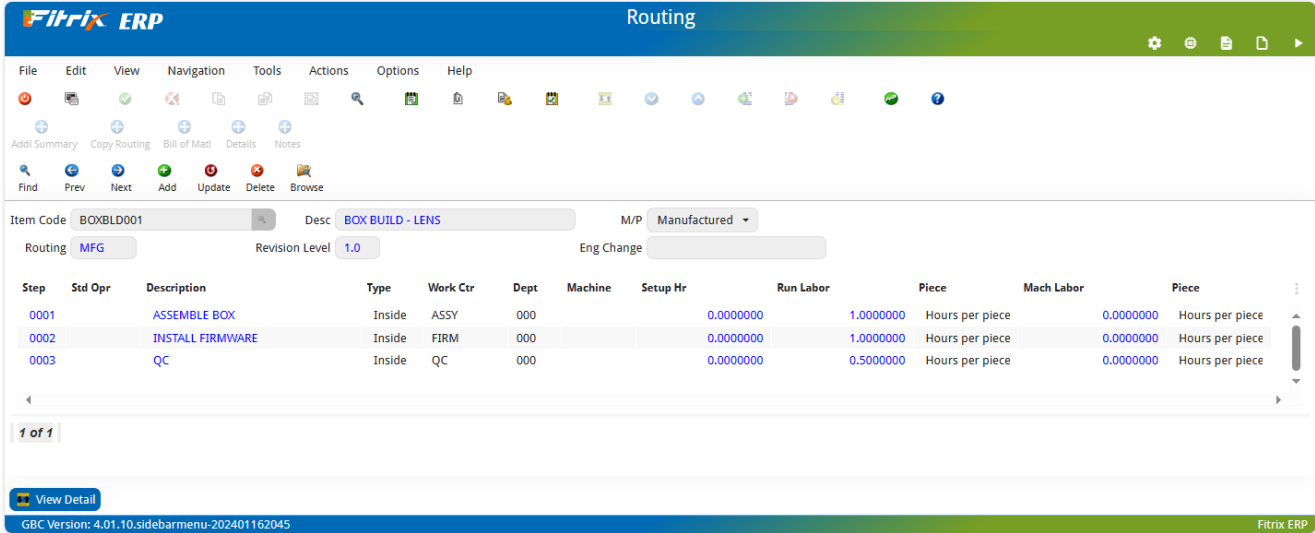 Fitrix ERP
Routing
File Edit View Navigation Tools Actions Options Help
Addl Summary Copy Routing Bill of Matl Details Notes
Find Prev Next Add Update Delete Browse
Item Code BOXBLD001 Desc BOX BUILD - LENS M/P Manufactured
Routing MFG Revision Level 1.0 Eng Change
Step Std Opr Description Type Work Ctr Dept Machine Setup Hr Run Labor Piece Mach Labor Piece
0001 ASSEMBLE BOX Inside ASSY 000 0.0000000 1.0000000 Hours per piece 0.0000000 Hours per piece
0002 INSTALL FIRMWARE Inside FIRM 000 0.0000000 1.0000000 Hours per piece 0.0000000 Hours per piece
0003 QC Inside QC 000 0.0000000 0.5000000 Hours per piece 0.0000000 Hours per piece
1 of 1
View Detail
GBC Version: 4.01.10.sidebarmenu-202401162045 Fitrix ERP